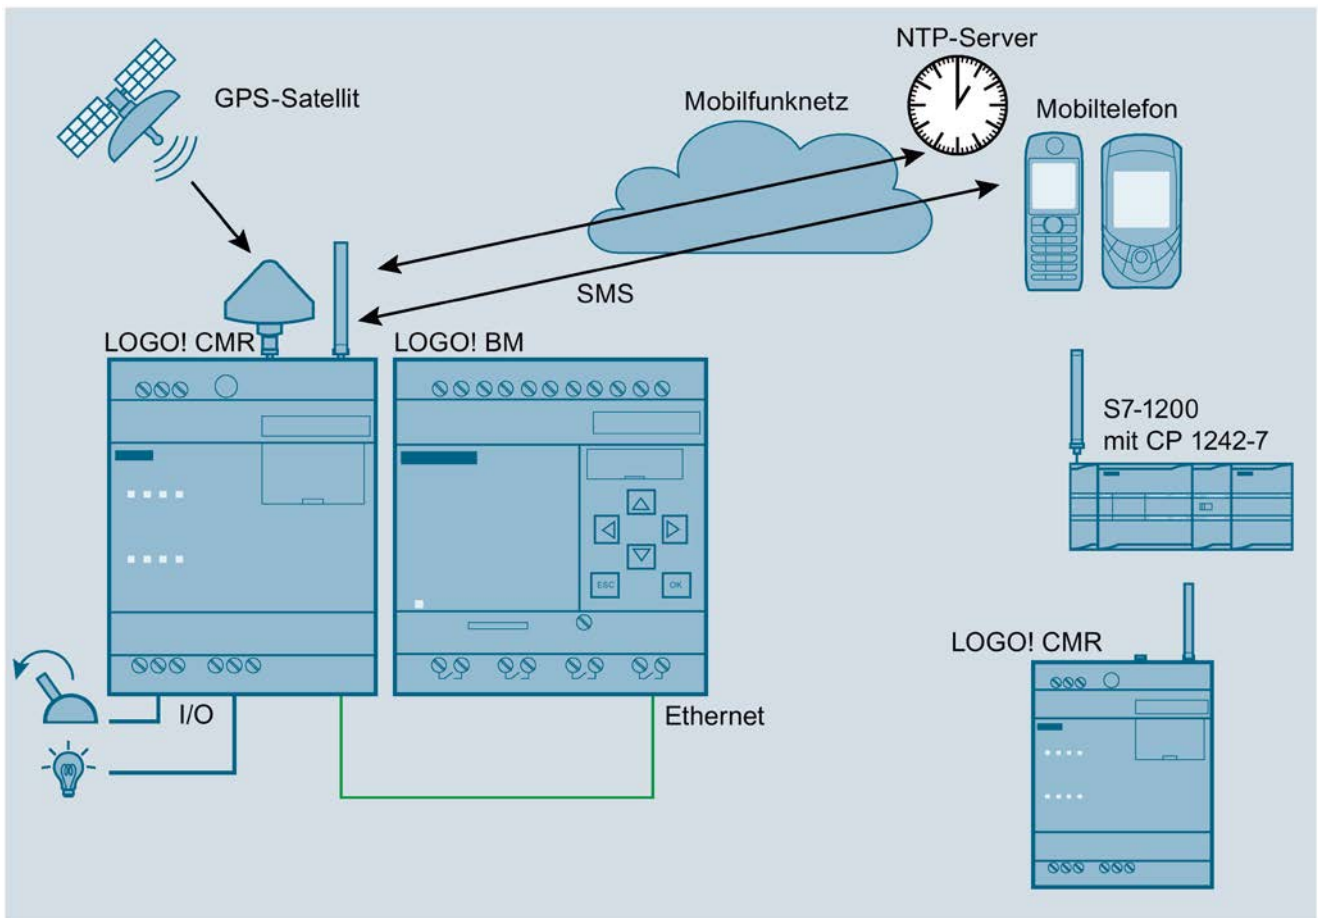 NTP-Server
GPS-Satellit
Mobilfunknetz
Mobiltelefon
SMS
LOGO! CMR
LOGO! BM
S7-1200
mit CP 1242-7
ESC
OK
LOGO! CMR
I/O
Ethernet